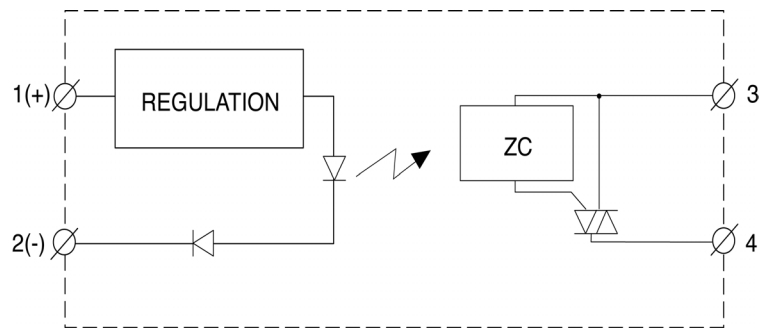 1(+)
REGULATION
ZC
3
2(-)
4